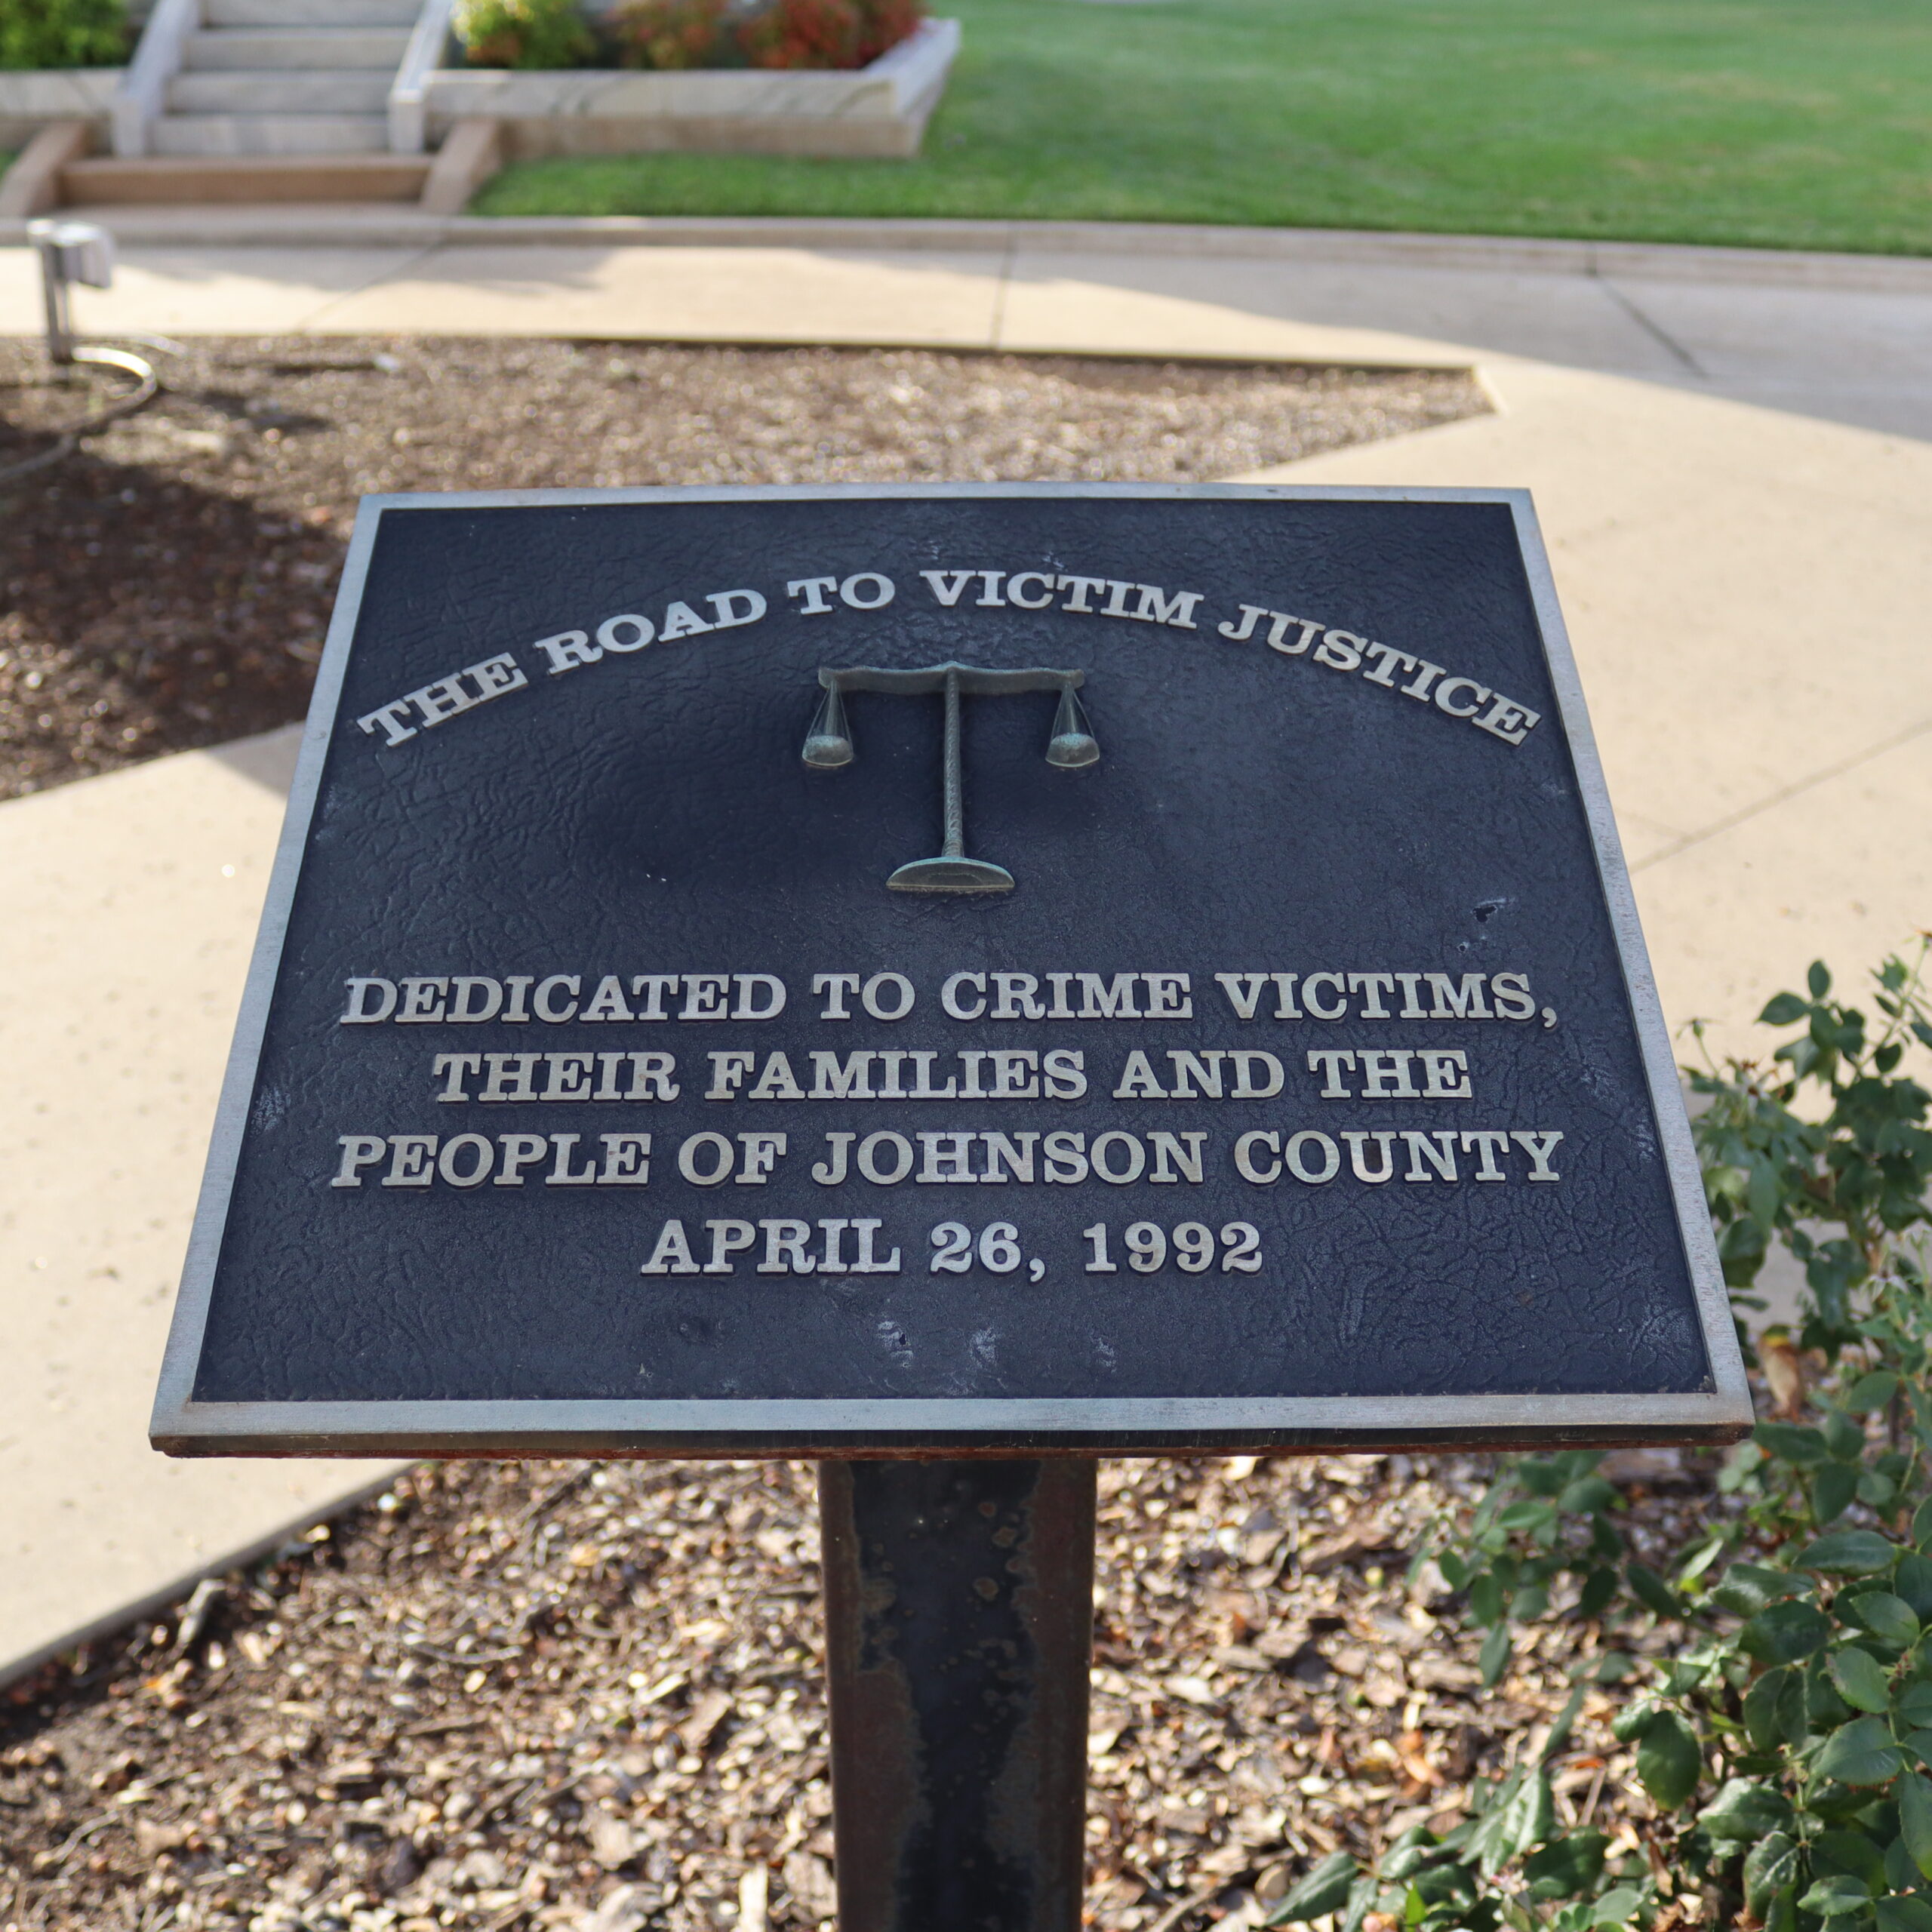 THE ROAD TO VICTIM JUSTICE
DEDICATED TO CRIME VICTIMS,
THEIR FAMILIES AND THE
PEOPLE OF JOHNSON COUNTY
APRIL 26, 1992